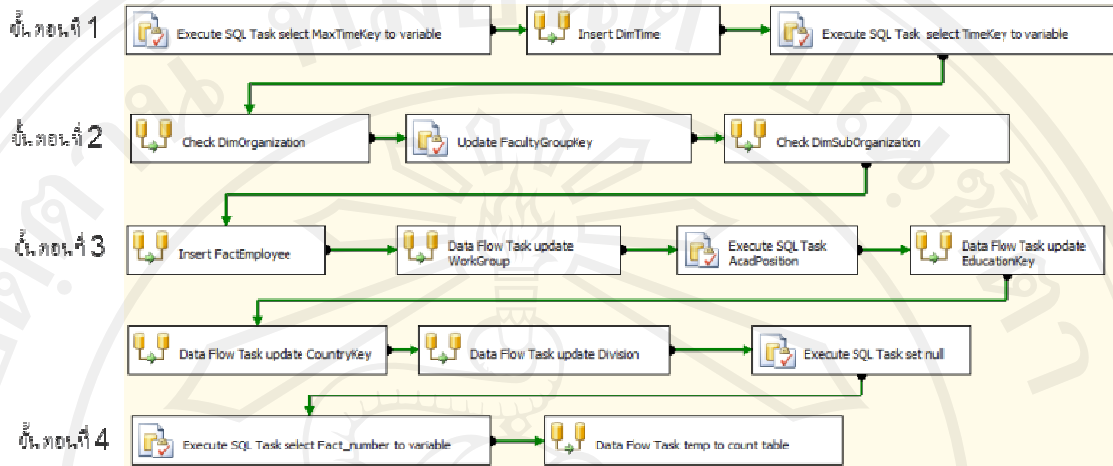 ขั้นตอนที่ 1
Execute SQL Task select MaxTimeKey to variable
Insert DimTime
Execute SQL Task select TimeKey to variable
ขั้นตอนที่ 2
Check DimOrganization
Update FacultyGroupKey
Check DimSubOrganization
ขั้นตอนที่ 3
Insert FactEmployee
Data Flow Task update
WorkGroup
Execute SQL Task
AcadPosition
Data Flow Task update
EducationKey
Data Flow Task update CountryKey
Data Flow Task update Division
Execute SQL Task set null
ขั้นตอนที่ 4
Execute SQL Task select Fact_number to variable
Data Flow Task temp to count table